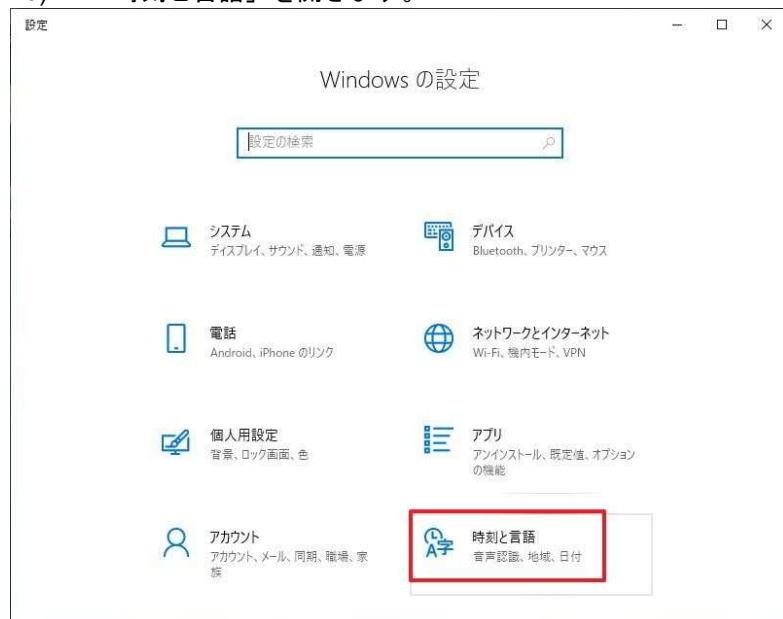 設定
Windows の設定
設定の検索
システム
ディスプレイ、サウンド、通知、電源
デバイス
Bluetooth、プリンター、マウス
電話
Android、iPhone のリンク
ネットワークとインターネット
Wi-Fi、機内モード、VPN
個人用設定
背景、ロック画面、色
アプリ
アンインストール、既定値、オプション
の機能
アカウント
アカウント、メール、同期、職場、家
族
時刻と言語
音声認識、地域、日付